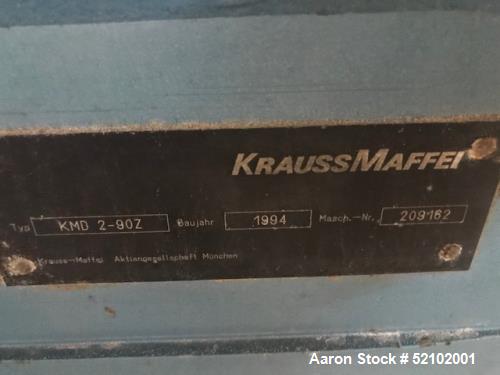 KRAUSSMAFFEI
Typ KMD 2-90Z Baujahr 1994 Masch.-Nr. 209162
Krauss-Maffei Aktiengesellschaft München
Aaron Stock # 52102001